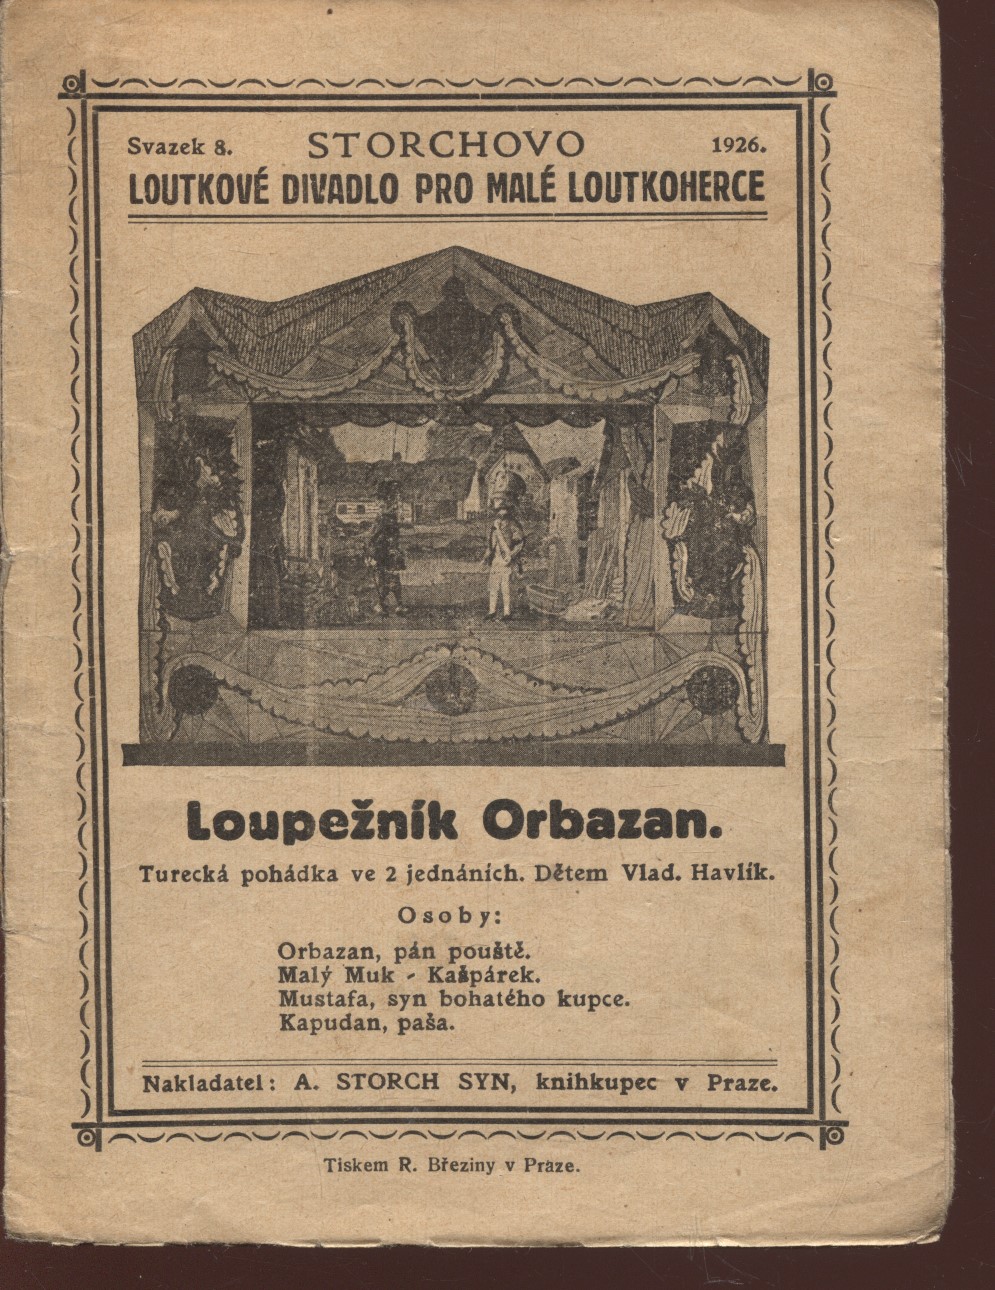 Svazek 8. STORCHOVO 1926.
LOUTKOVÉ DIVADLO PRO MALÉ LOUTKOHERCE
Loupežník Orbazan.
Turecká pohádka ve 2 jednáních. Dětem Vlad. Havlík.
Osoby:
Orbazan, pán pouště.
Malý Muk - Kašpárek.
Mustafa, syn bohatého kupce.
Kapudan, paša.
Nakladatel: A. STORCH SYN, knihkupec v Praze.
Tiskem R. Březiny v Praze.